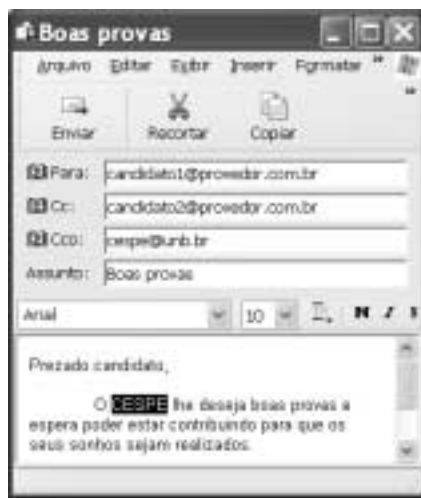 Boas provas
Arquivo Editar Exibir Inserir Formatar
Enviar Recortar Copiar
Para: candidato1@provedor.com.br
Cc: candidato2@provedor.com.br
Cco: cespe@unb.br
Assunto: Boas provas
Arial 10 N I
Prezado candidato,
O CESPE lhe deseja boas provas e
espera poder estar contribuindo para que os
seus sonhos sejam realizados.